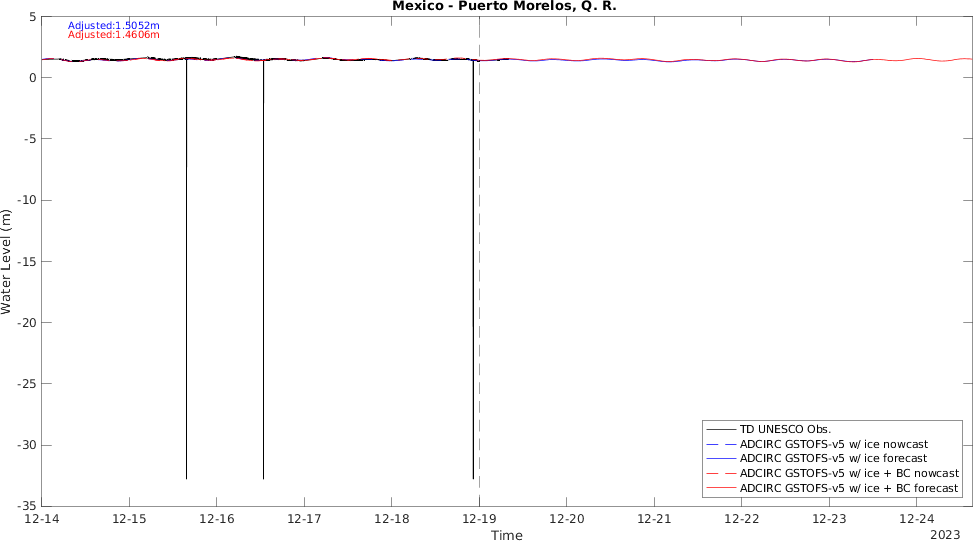 Mexico - Puerto Morelos, Q. R.
Adjusted:1.5052m
Adjusted:1.4606m
5
0
-5
-10
-15
-20
-25
-30
-35
Water Level (m)
TD UNESCO Obs.
ADCIRC GSTOFS-v5 w/ ice nowcast
ADCIRC GSTOFS-v5 w/ ice forecast
ADCIRC GSTOFS-v5 w/ ice + BC nowcast
ADCIRC GSTOFS-v5 w/ ice + BC forecast
12-14 12-15 12-16 12-17 12-18 12-19 12-20 12-21 12-22 12-23 12-24
Time
2023